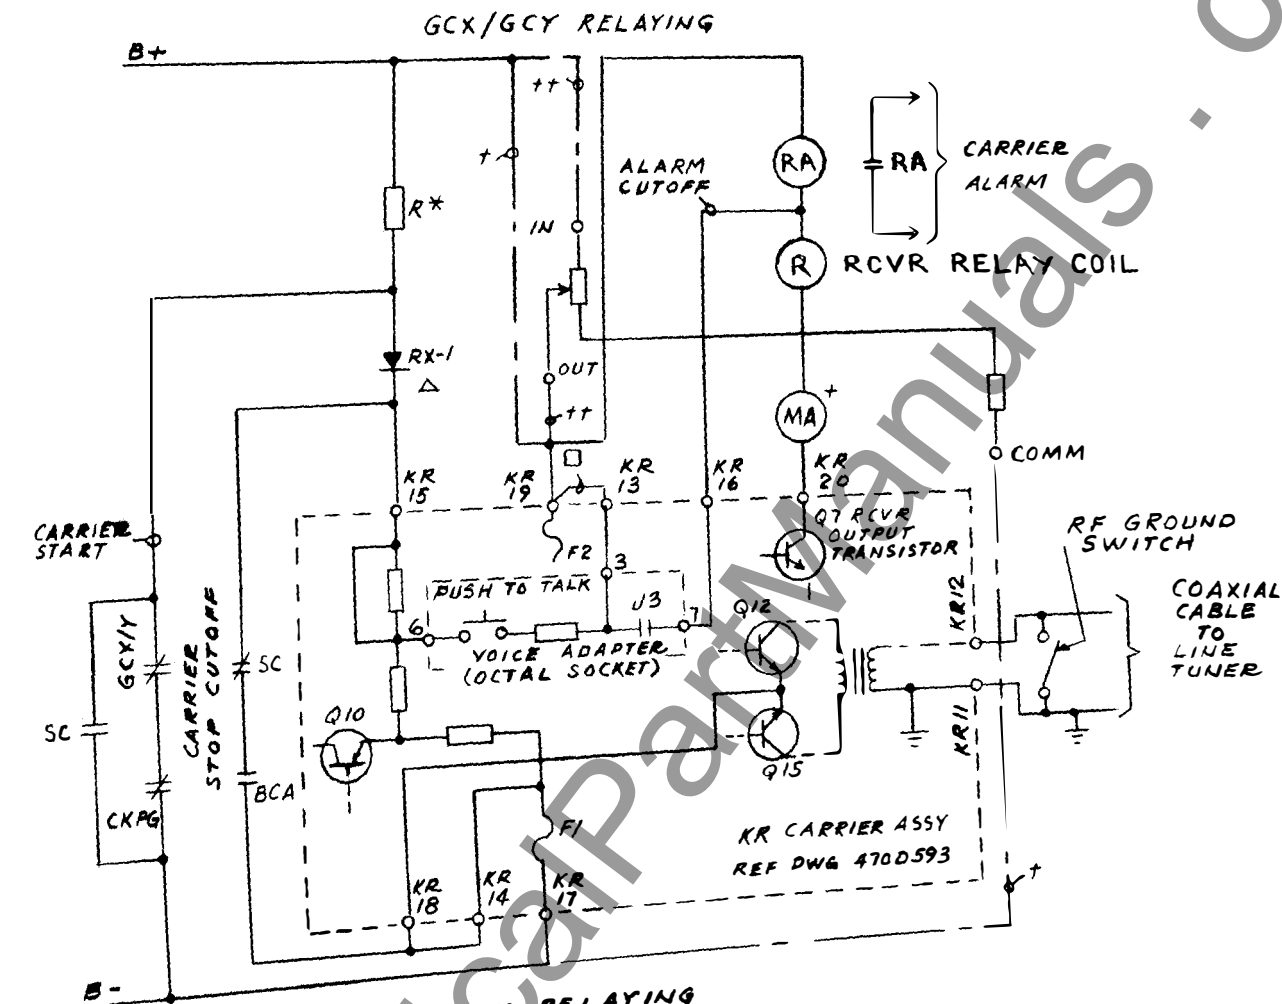 GCX/GCY RELAYING
B+
++
+
ALARM
CUTOFF
RA
RA
CARRIER
ALARM
R*
IN
R
RCVR RELAY COIL
RX-1
OUT
++
MA
+
COMM
KR
15
KR
19
KR
13
KR
16
KR
20
CARRIER
START
F2
3
Q7 RCVR
OUTPUT
TRANSISTOR
RF GROUND
SWITCH
PUSH TO TALK
6
J3
7
VOICE ADAPTER
(OCTAL SOCKET)
Q12
KR12
COAXIAL
CABLE
TO
LINE
TUNER
GCX/Y
CARRIER
STOP CUTOFF
SC
SC
Q10
Q15
KR11
BCA
CKPG
F1
KR CARRIER ASSY
REF DWG 470D593
KR
18
KR
14
KR
17
+
B-
RELAYING